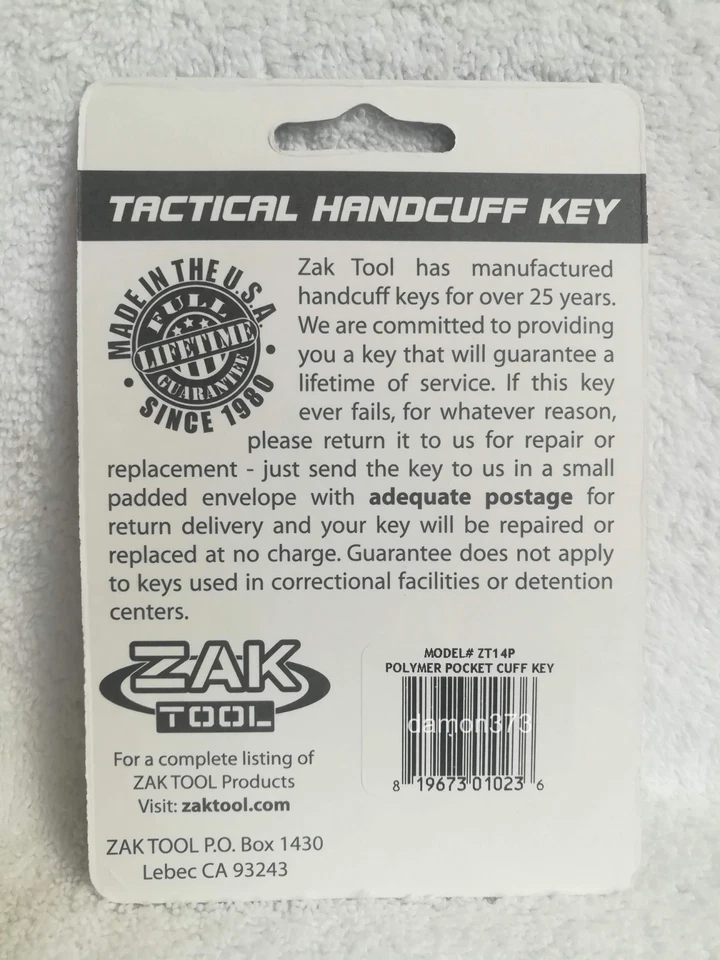 TACTICAL HANDCUFF KEY
MADE IN THE U.S.A.
FULL
LIFETIME
GUARANTEE
SINCE 1980
Zak Tool has manufactured
handcuff keys for over 25 years.
We are committed to providing
you a key that will guarantee a
lifetime of service. If this key
ever fails, for whatever reason,
please return it to us for repair or
replacement - just send the key to us in a small
padded envelope with adequate postage for
return delivery and your key will be repaired or
replaced at no charge. Guarantee does not apply
to keys used in correctional facilities or detention
centers.
ZAK
TOOL
For a complete listing of
ZAK TOOL Products
Visit: zaktool.com
ZAK TOOL P.O. Box 1430
Lebec CA 93243
MODEL# ZT14P
POLYMER POCKET CUFF KEY
damon373
8 19673 01023 6